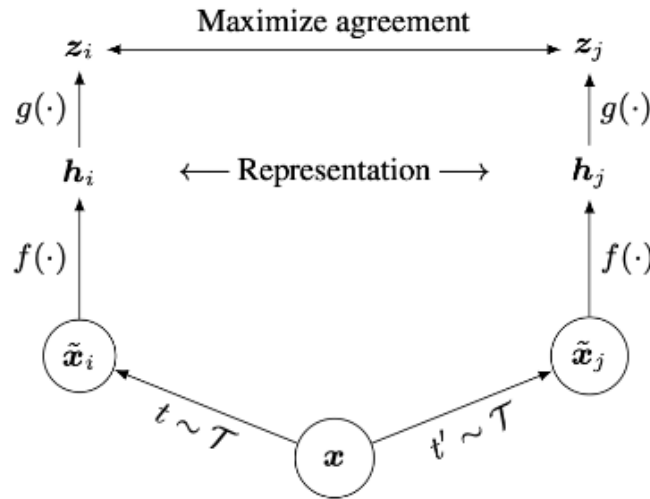 Maximize agreement
z_i z_j
g(·) g(·)
h_i ← Representation → h_j
f(·) f(·)
x̃_i x̃_j
t ∼ 𝒯 t′ ∼ 𝒯
x